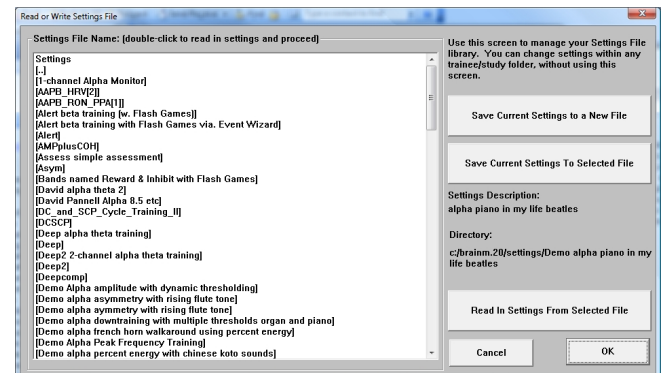 Read or Write Settings File
Settings File Name: (double-click to read in settings and proceed)
Settings
[..]
[1-channel Alpha Monitor]
[AAPB_HRV[2]]
[AAPB_RON_PPA[1]]
[Alert beta training [w. Flash Games)]
[Alert beta training with Flash Games via. Event Wizard]
[Alert]
[AMPplusCOH]
[Assess simple assessment]
[Asym]
[Bands named Reward & Inhibit with Flash Games]
[David alpha theta 2]
[David Pannell Alpha 8.5 etc]
[DC_and_SCP_Cycle_Training_II]
[DCSCP]
[Deep alpha theta training]
[Deep]
[Deep2 2-channel alpha theta training]
[Deep2]
[Deepcomp]
[Demo Alpha amplitude with dynamic thresholding]
[Demo alpha asymmetry with rising flute tone]
[Demo alpha aymmetry with rising flute tone]
[Demo alpha downtraining with multiple thresholds organ and piano]
[Demo alpha french horn walkaround using percent energy]
[Demo Alpha Peak Frequency Training]
[Demo alpha percent energy with chinese koto sounds]
Use this screen to manage your Settings File
library. You can change settings within any
trainee/study folder, without using this
screen.
Save Current Settings to a New File
Save Current Settings To Selected File
Settings Description:
alpha piano in my life beatles
Directory:
c:/brainm.20/settings/Demo alpha piano in my
life beatles
Read In Settings From Selected File
Cancel
OK